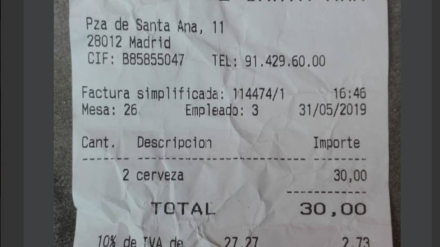 Pza de Santa Ana, 11
28012 Madrid
CIF: B85855047 TEL: 91.429.60.00
Factura simplificada: 114474/1 16:46
Mesa: 26 Empleado: 3 31/05/2019
Cant. Descripcion Importe
2 cerveza 30,00
TOTAL 30,00
10% de IVA de 27,27 2,73